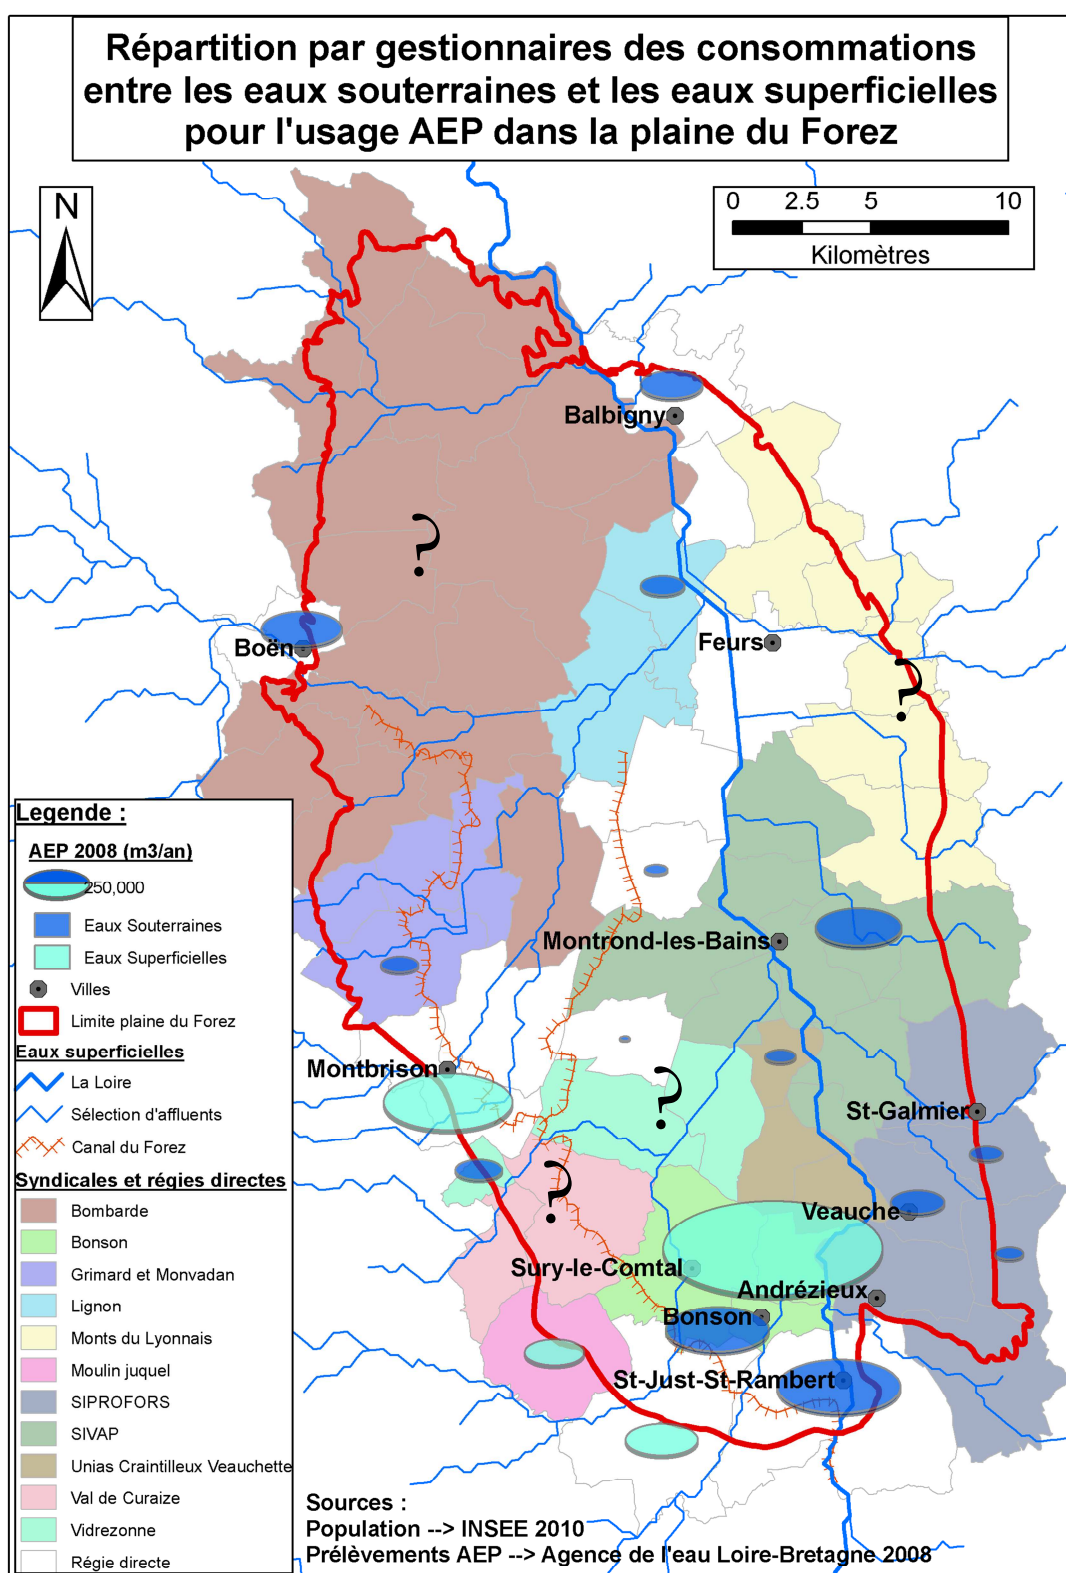 Répartition par gestionnaires des consommations
entre les eaux souterraines et les eaux superficielles
pour l'usage AEP dans la plaine du Forez
N
0 2.5 5 10
Kilomètres
Balbigny
?
Boën
Feurs
?
Montrond-les-Bains
Montbrison
?
St-Galmier
?
Veauche
Sury-le-Comtal
Andrézieux
Bonson
St-Just-St-Rambert
Legende :
AEP 2008 (m3/an)
250,000
Eaux Souterraines
Eaux Superficielles
Villes
Limite plaine du Forez
Eaux superficielles
La Loire
Sélection d'affluents
Canal du Forez
Syndicales et régies directes
Bombarde
Bonson
Grimard et Monvadan
Lignon
Monts du Lyonnais
Moulin juquel
SIPROFORS
SIVAP
Unias Craintilleux Veauchette
Val de Curaize
Vidrezonne
Régie directe
Sources :
Population --> INSEE 2010
Prélèvements AEP --> Agence de l'eau Loire-Bretagne 2008